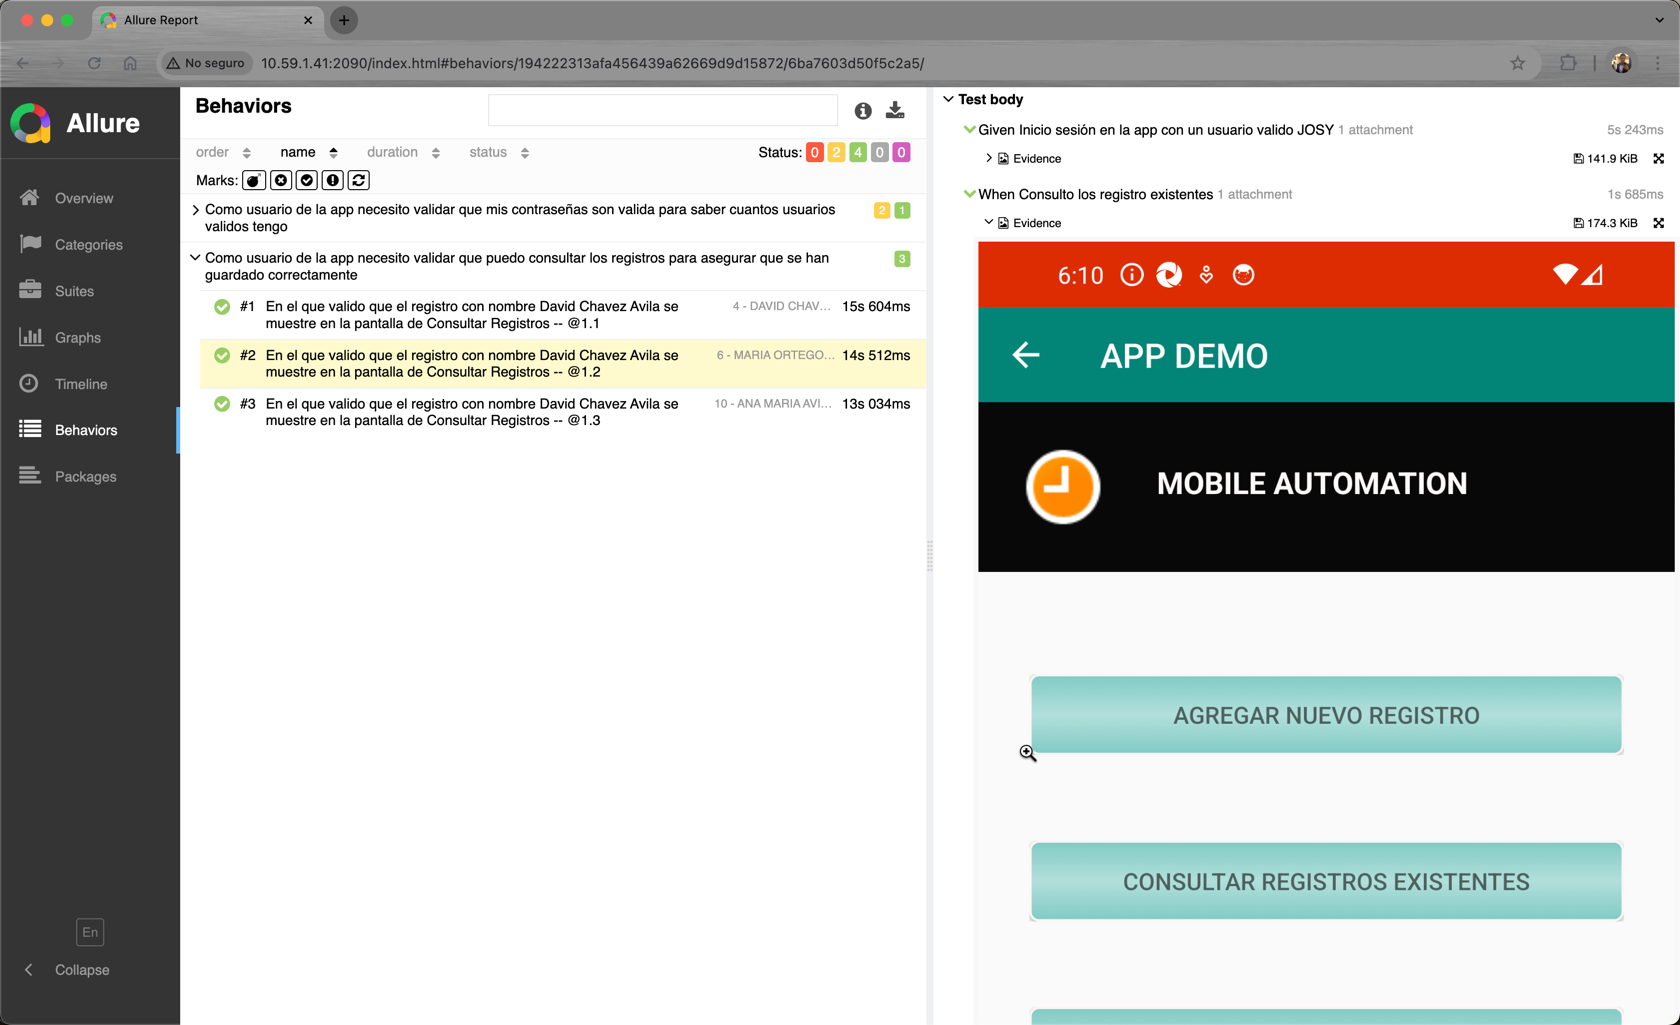 Allure Report
No seguro
10.59.1.41:2090/index.html#behaviors/194222313afa456439a62669d9d15872/6ba7603d50f5c2a5/
Allure
Overview
Categories
Suites
Graphs
Timeline
Behaviors
Packages
En
Collapse
Behaviors
order name duration status
Status: 0 2 4 0 0
Marks:
Como usuario de la app necesito validar que mis contraseñas son valida para saber cuantos usuarios
validos tengo
2 1
Como usuario de la app necesito validar que puedo consultar los registros para asegurar que se han
guardado correctamente
3
#1 En el que valido que el registro con nombre David Chavez Avila se
muestre en la pantalla de Consultar Registros -- @1.1
4 - DAVID CHAV... 15s 604ms
#2 En el que valido que el registro con nombre David Chavez Avila se
muestre en la pantalla de Consultar Registros -- @1.2
6 - MARIA ORTEGO... 14s 512ms
#3 En el que valido que el registro con nombre David Chavez Avila se
muestre en la pantalla de Consultar Registros -- @1.3
10 - ANA MARIA AVI... 13s 034ms
Test body
Given Inicio sesión en la app con un usuario valido JOSY 1 attachment 5s 243ms
Evidence 141.9 KiB
When Consulto los registro existentes 1 attachment 1s 685ms
Evidence 174.3 KiB
6:10
APP DEMO
MOBILE AUTOMATION
AGREGAR NUEVO REGISTRO
CONSULTAR REGISTROS EXISTENTES